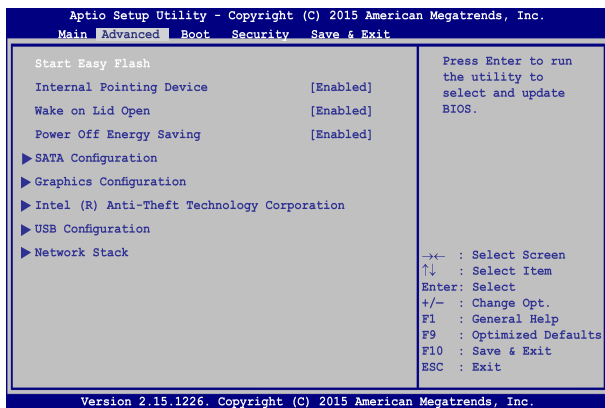 Aptio Setup Utility - Copyright (C) 2015 American Megatrends, Inc.
Main Advanced Boot Security Save & Exit
Start Easy Flash
Internal Pointing Device [Enabled]
Wake on Lid Open [Enabled]
Power Off Energy Saving [Enabled]
SATA Configuration
Graphics Configuration
Intel (R) Anti-Theft Technology Corporation
USB Configuration
Network Stack
Press Enter to run
the utility to
select and update
BIOS.
→← : Select Screen
↑↓ : Select Item
Enter: Select
+/— : Change Opt.
F1 : General Help
F9 : Optimized Defaults
F10 : Save & Exit
ESC : Exit
Version 2.15.1226. Copyright (C) 2015 American Megatrends, Inc.